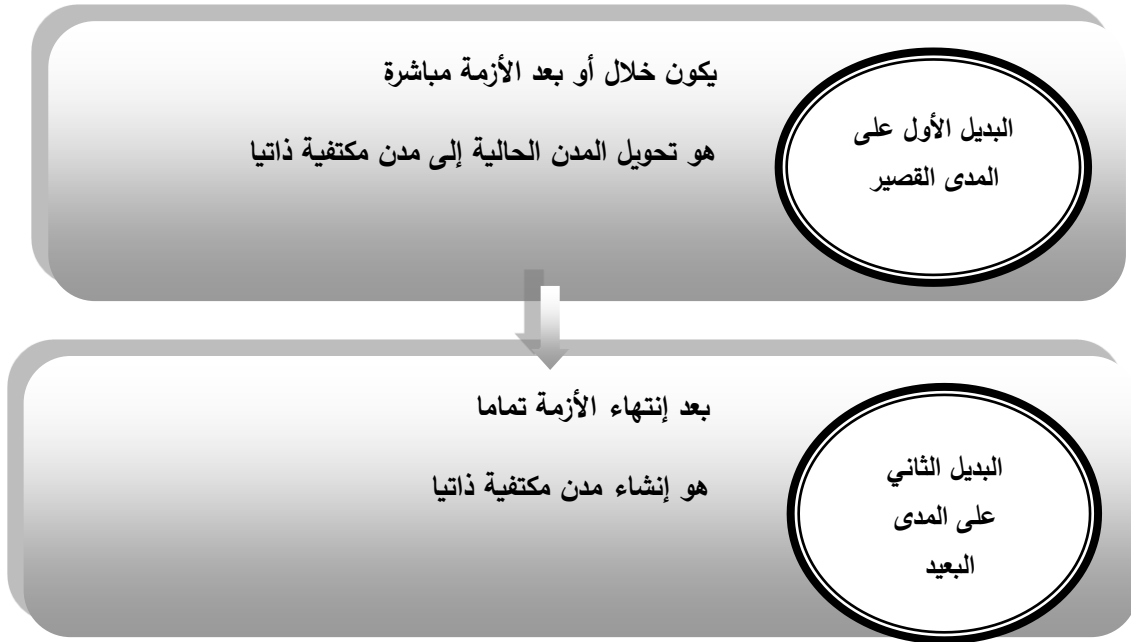 البديل الأول على
المدى القصير
يكون خلال أو بعد الأزمة مباشرة
هو تحويل المدن الحالية إلى مدن مكتفية ذاتيا
البديل الثاني
على المدى
البعيد
بعد إنتهاء الأزمة تماما
هو إنشاء مدن مكتفية ذاتيا